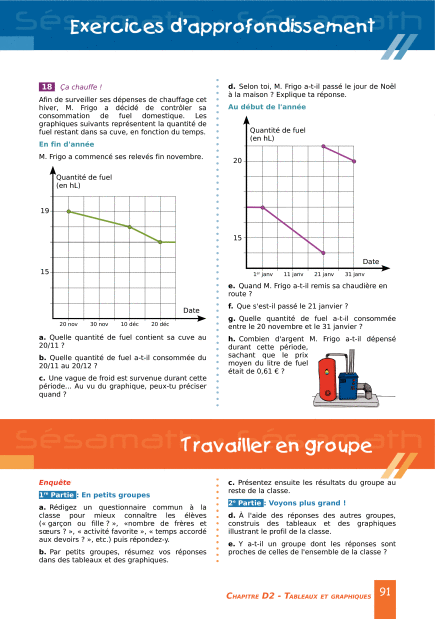 Exercices d'approfondissement
18 Ça chauffe !
Afin de surveiller ses dépenses de chauffage cet
hiver, M. Frigo a décidé de contrôler sa
consommation de fuel domestique. Les
graphiques suivants représentent la quantité de
fuel restant dans sa cuve, en fonction du temps.
En fin d'année
M. Frigo a commencé ses relevés fin novembre.
Quantité de fuel
(en hL)
19
15
Date
20 nov 30 nov 10 déc 20 déc
a. Quelle quantité de fuel contient sa cuve au
20/11 ?
b. Quelle quantité de fuel a-t-il consommée du
20/11 au 20/12 ?
c. Une vague de froid est survenue durant cette
période... Au vu du graphique, peux-tu préciser
quand ?
d. Selon toi, M. Frigo a-t-il passé le jour de Noël
à la maison ? Explique ta réponse.
Au début de l'année
Quantité de fuel
(en hL)
20
15
Date
1er janv 11 janv 21 janv 31 janv
e. Quand M. Frigo a-t-il remis sa chaudière en
route ?
f. Que s'est-il passé le 21 janvier ?
g. Quelle quantité de fuel a-t-il consommée
entre le 20 novembre et le 31 janvier ?
h. Combien d'argent M. Frigo a-t-il dépensé
durant cette période,
sachant que le prix
moyen du litre de fuel
était de 0,61 € ?
Sésamath
Sésamath
Travailler en groupe
Enquête
1re Partie : En petits groupes
a. Rédigez un questionnaire commun à la
classe pour mieux connaître les élèves
(« garçon ou fille ? », «nombre de frères et
sœurs ? », « activité favorite », « temps accordé
aux devoirs ? », etc.) puis répondez-y.
b. Par petits groupes, résumez vos réponses
dans des tableaux et des graphiques.
c. Présentez ensuite les résultats du groupe au
reste de la classe.
2e Partie : Voyons plus grand !
d. À l'aide des réponses des autres groupes,
construis des tableaux et des graphiques
illustrant le profil de la classe.
e. Y a-t-il un groupe dont les réponses sont
proches de celles de l'ensemble de la classe ?
CHAPITRE D2 - TABLEAUX ET GRAPHIQUES 91